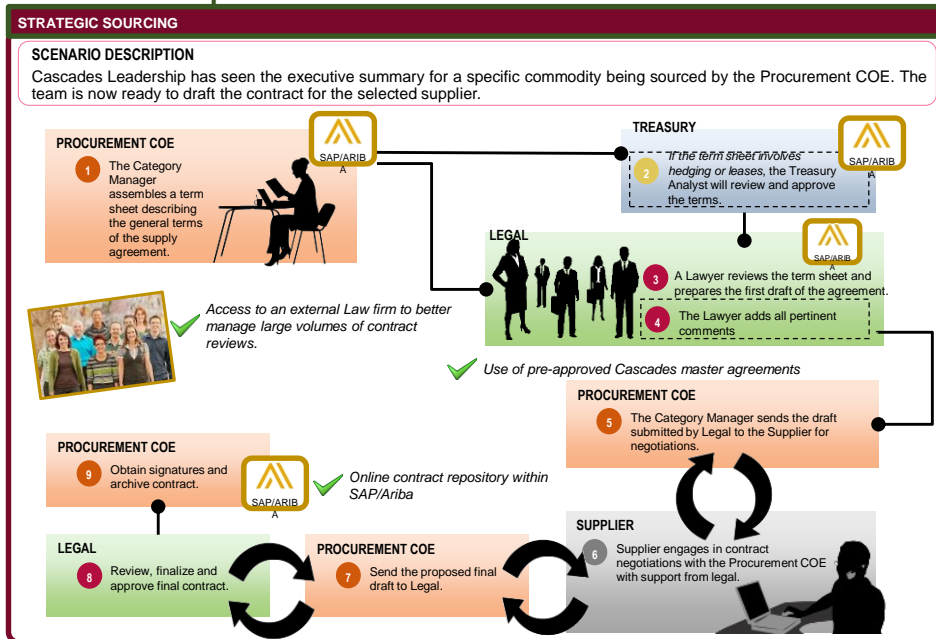 STRATEGIC SOURCING
SCENARIO DESCRIPTION
Cascades Leadership has seen the executive summary for a specific commodity being sourced by the Procurement COE. The
team is now ready to draft the contract for the selected supplier.
PROCUREMENT COE
SAP/ARIB
A
1
The Category
Manager
assembles a term
sheet describing
the general terms
of the supply
agreement.
TREASURY
SAP/ARIB
A
2
If the term sheet involves
hedging or leases, the Treasury
Analyst will review and approve
the terms.
LEGAL
SAP/ARIB
A
3
A Lawyer reviews the term sheet and
prepares the first draft of the agreement.
4
The Lawyer adds all pertinent
comments
Access to an external Law firm to better
manage large volumes of contract
reviews.
Use of pre-approved Cascades master agreements
PROCUREMENT COE
5
The Category Manager sends the draft
submitted by Legal to the Supplier for
negotiations.
SUPPLIER
6
Supplier engages in contract
negotiations with the Procurement COE
with support from legal.
PROCUREMENT COE
7
Send the proposed final
draft to Legal.
LEGAL
8
Review, finalize and
approve final contract.
PROCUREMENT COE
9
Obtain signatures and
archive contract.
SAP/ARIB
A
Online contract repository within
SAP/Ariba